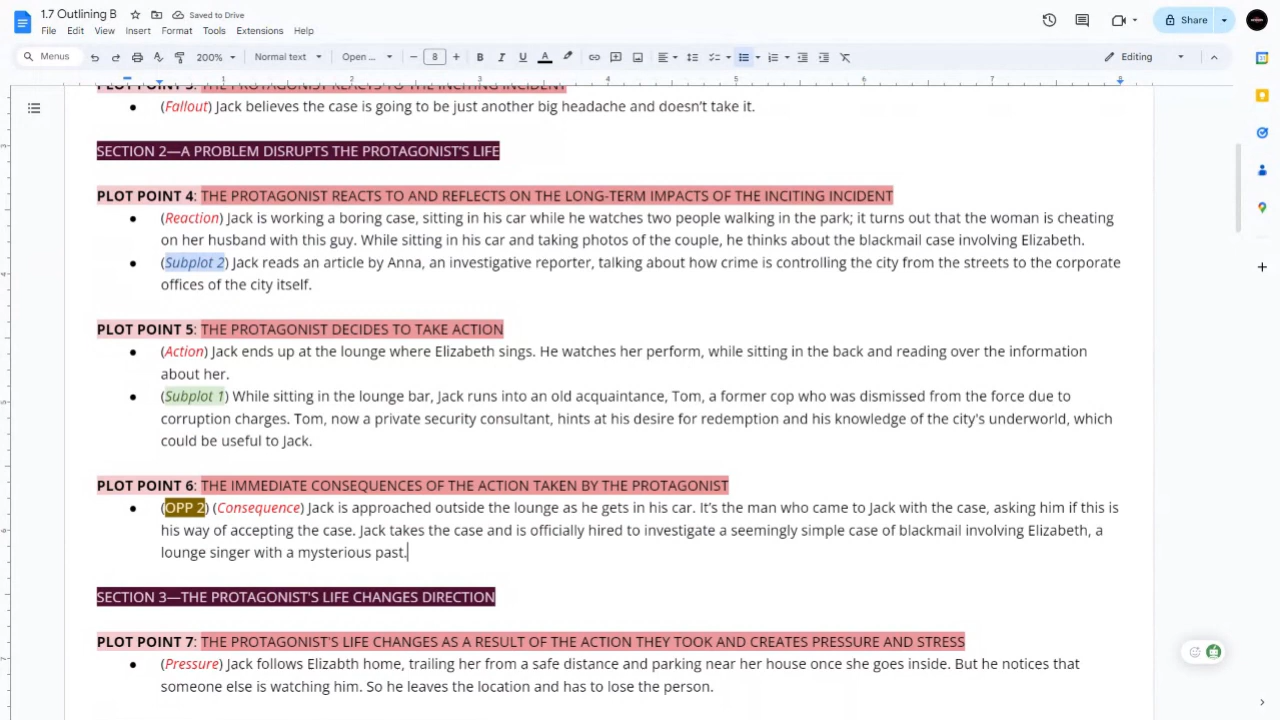 1.7 Outlining B
Saved to Drive
File Edit View Insert Format Tools Extensions Help
Share
Menus
200%
Normal text
Open ...
8
B I U A
Editing
1 2 3 4 5 6 7
PLOT POINT 3: THE PROTAGONIST REACTS TO THE INCITING INCIDENT
● (Fallout) Jack believes the case is going to be just another big headache and doesn’t take it.
SECTION 2—A PROBLEM DISRUPTS THE PROTAGONIST’S LIFE
PLOT POINT 4: THE PROTAGONIST REACTS TO AND REFLECTS ON THE LONG-TERM IMPACTS OF THE INCITING INCIDENT
● (Reaction) Jack is working a boring case, sitting in his car while he watches two people walking in the park; it turns out that the woman is cheating
on her husband with this guy. While sitting in his car and taking photos of the couple, he thinks about the blackmail case involving Elizabeth.
● (Subplot 2) Jack reads an article by Anna, an investigative reporter, talking about how crime is controlling the city from the streets to the corporate
offices of the city itself.
PLOT POINT 5: THE PROTAGONIST DECIDES TO TAKE ACTION
● (Action) Jack ends up at the lounge where Elizabeth sings. He watches her perform, while sitting in the back and reading over the information
about her.
● (Subplot 1) While sitting in the lounge bar, Jack runs into an old acquaintance, Tom, a former cop who was dismissed from the force due to
corruption charges. Tom, now a private security consultant, hints at his desire for redemption and his knowledge of the city's underworld, which
could be useful to Jack.
PLOT POINT 6: THE IMMEDIATE CONSEQUENCES OF THE ACTION TAKEN BY THE PROTAGONIST
● (OPP 2) (Consequence) Jack is approached outside the lounge as he gets in his car. It’s the man who came to Jack with the case, asking him if this is
his way of accepting the case. Jack takes the case and is officially hired to investigate a seemingly simple case of blackmail involving Elizabeth, a
lounge singer with a mysterious past.
SECTION 3—THE PROTAGONIST’S LIFE CHANGES DIRECTION
PLOT POINT 7: THE PROTAGONIST’S LIFE CHANGES AS A RESULT OF THE ACTION THEY TOOK AND CREATES PRESSURE AND STRESS
● (Pressure) Jack follows Elizabth home, trailing her from a safe distance and parking near her house once she goes inside. But he notices that
someone else is watching him. So he leaves the location and has to lose the person.